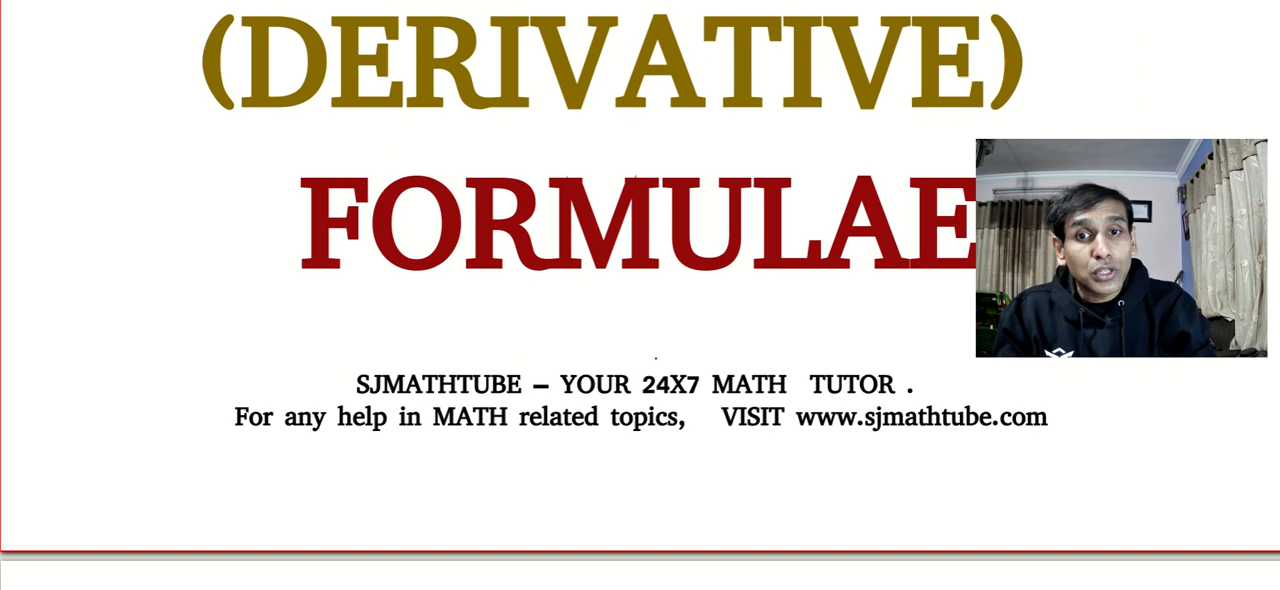 (DERIVATIVE)
FORMULAE
SJMATHTUBE – YOUR 24X7 MATH TUTOR .
For any help in MATH related topics, VISIT www.sjmathtube.com